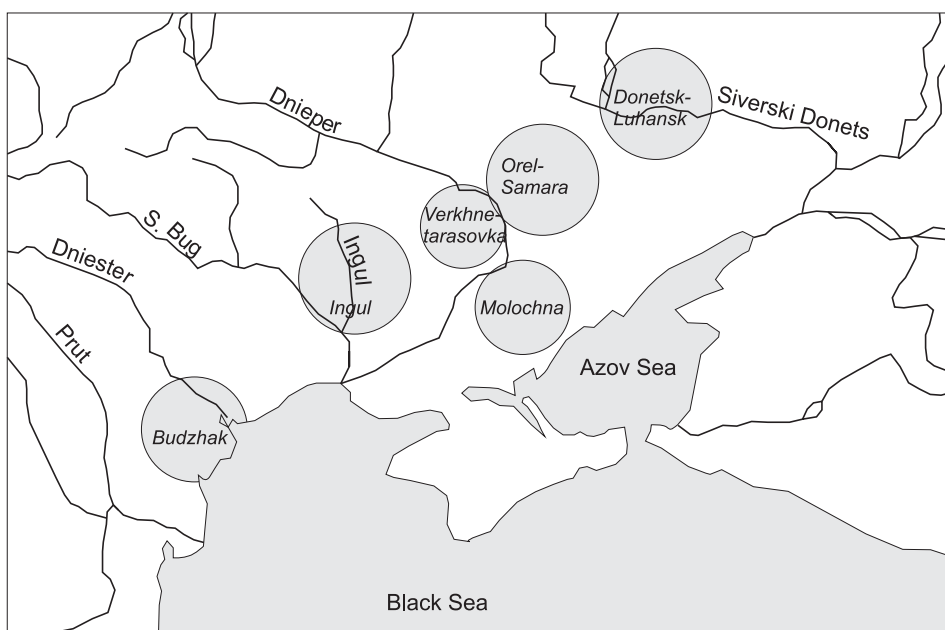 Dnieper
Donetsk-
Luhansk
Siverski Donets
Orel-
Samara
Verkhne-
tarasovka
S. Bug
Dniester
Ingul
Ingul
Molochna
Prut
Azov Sea
Budzhak
Black Sea